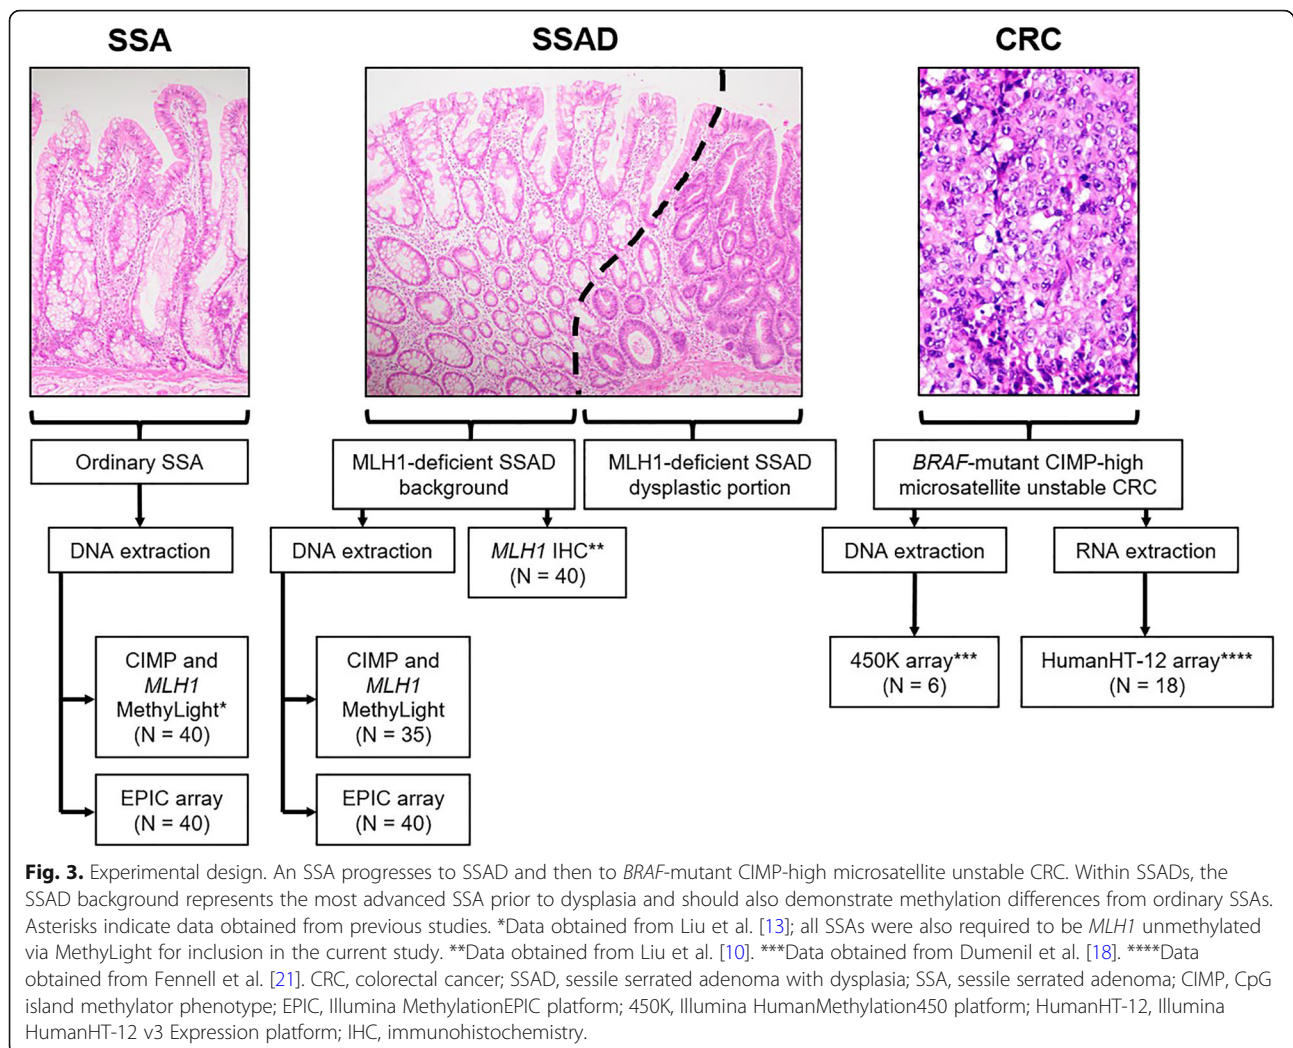 SSA
SSAD
CRC
Ordinary SSA
MLH1-deficient SSAD
background
MLH1-deficient SSAD
dysplastic portion
BRAF-mutant CIMP-high
microsatellite unstable CRC
DNA extraction
DNA extraction
MLH1 IHC**
(N = 40)
DNA extraction
RNA extraction
CIMP and
MLH1
MethyLight*
(N = 40)
CIMP and
MLH1
MethyLight
(N = 35)
450K array***
(N = 6)
HumanHT-12 array****
(N = 18)
EPIC array
(N = 40)
EPIC array
(N = 40)
Fig. 3. Experimental design. An SSA progresses to SSAD and then to BRAF-mutant CIMP-high microsatellite unstable CRC. Within SSADs, the
SSAD background represents the most advanced SSA prior to dysplasia and should also demonstrate methylation differences from ordinary SSAs.
Asterisks indicate data obtained from previous studies. *Data obtained from Liu et al. [13]; all SSAs were also required to be MLH1 unmethylated
via MethyLight for inclusion in the current study. **Data obtained from Liu et al. [10]. ***Data obtained from Dumenil et al. [18]. ****Data
obtained from Fennell et al. [21]. CRC, colorectal cancer; SSAD, sessile serrated adenoma with dysplasia; SSA, sessile serrated adenoma; CIMP, CpG
island methylator phenotype; EPIC, Illumina MethylationEPIC platform; 450K, Illumina HumanMethylation450 platform; HumanHT-12, Illumina
HumanHT-12 v3 Expression platform; IHC, immunohistochemistry.